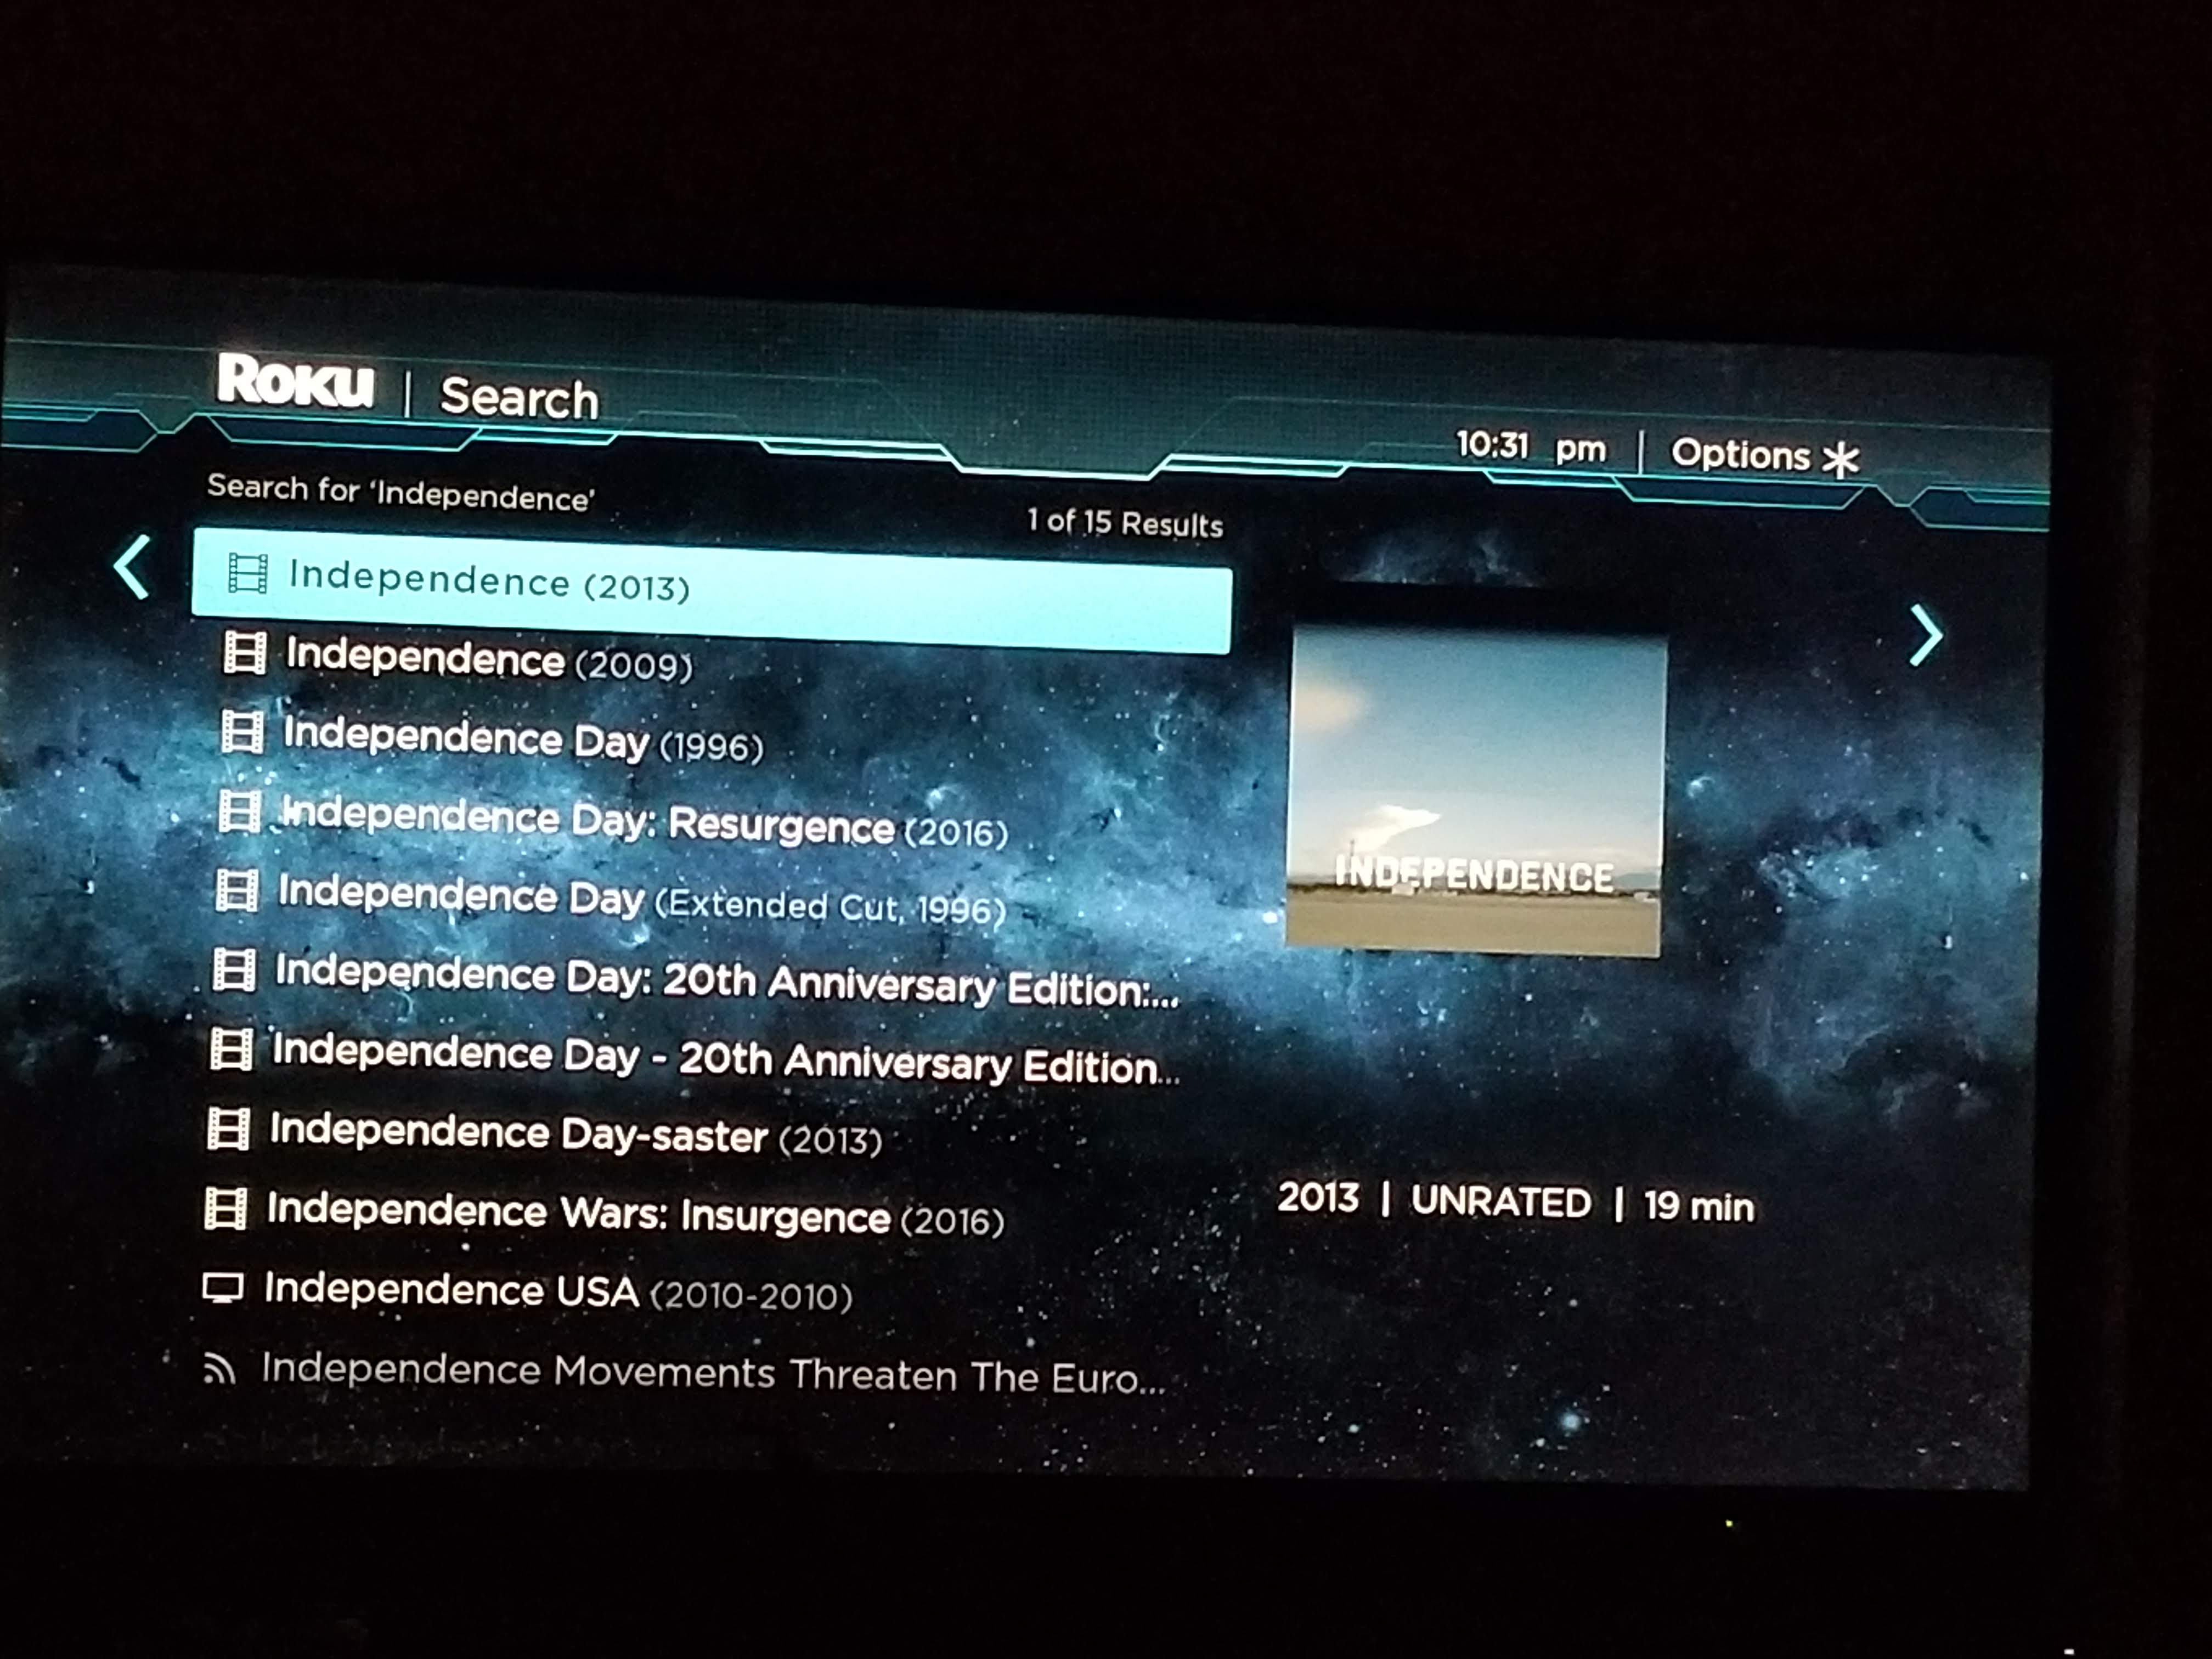 ROKU | Search
10:31 pm | Options *
Search for 'Independence'
1 of 15 Results
Independence (2013)
Independence (2009)
Independence Day (1996)
Independence Day: Resurgence (2016)
Independence Day (Extended Cut, 1996)
Independence Day: 20th Anniversary Edition:...
Independence Day - 20th Anniversary Edition...
Independence Day-saster (2013)
Independence Wars: Insurgence (2016)
Independence USA (2010-2010)
Independence Movements Threaten The Euro...
INDEPENDENCE
2013 | UNRATED | 19 min